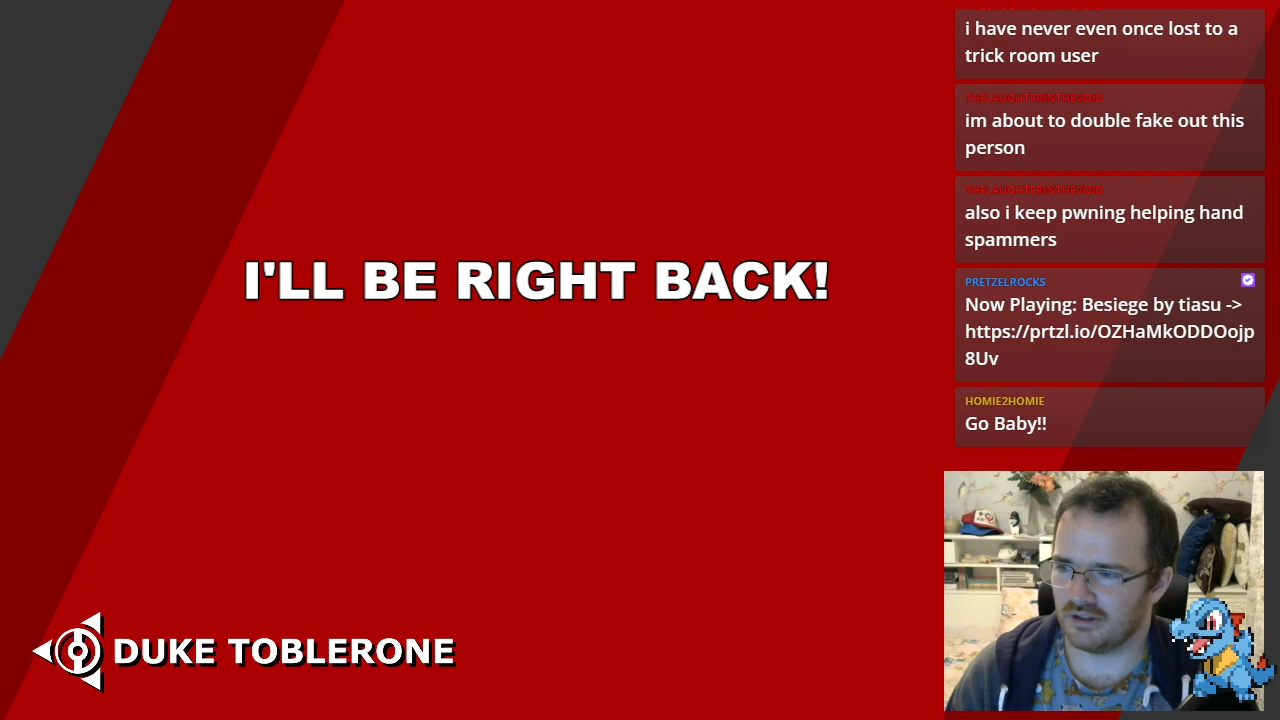 i have never even once lost to a
trick room user
THELAUGHTERINTHEVOID
im about to double fake out this
person
THELAUGHTERINTHEVOID
also i keep pwning helping hand
spammers
PRETZELROCKS
Now Playing: Besiege by tiasu ->
https://prtzl.io/OZHaMkODDOojp
8Uv
HOMIE2HOMIE
Go Baby!!
I'LL BE RIGHT BACK!
DUKE TOBLERONE